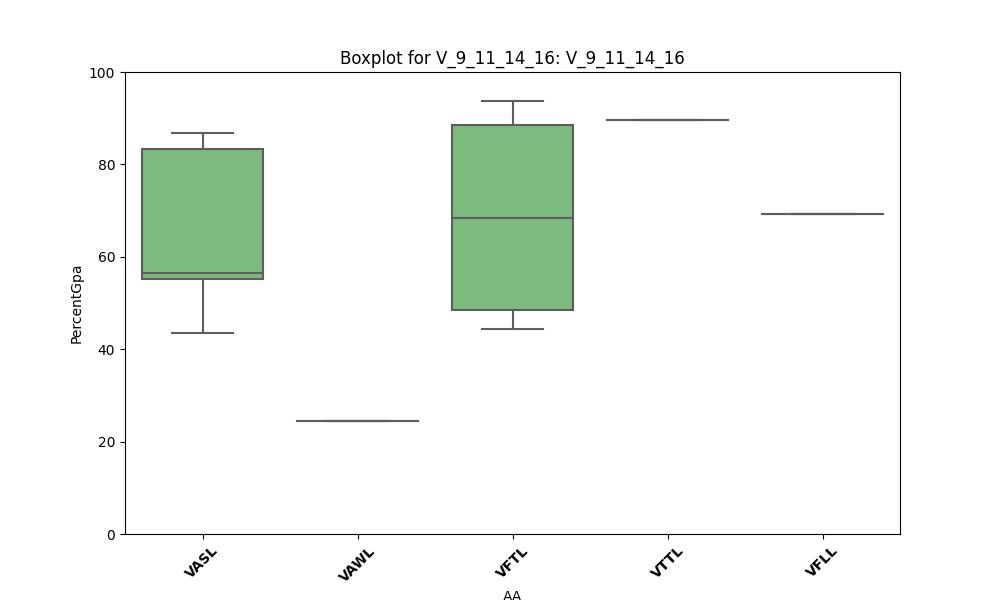 Boxplot for V_9_11_14_16: V_9_11_14_16
100
80
60
40
20
0
PercentGpa
VASL
VAWL
VFTL
VTTL
VFLL
AA